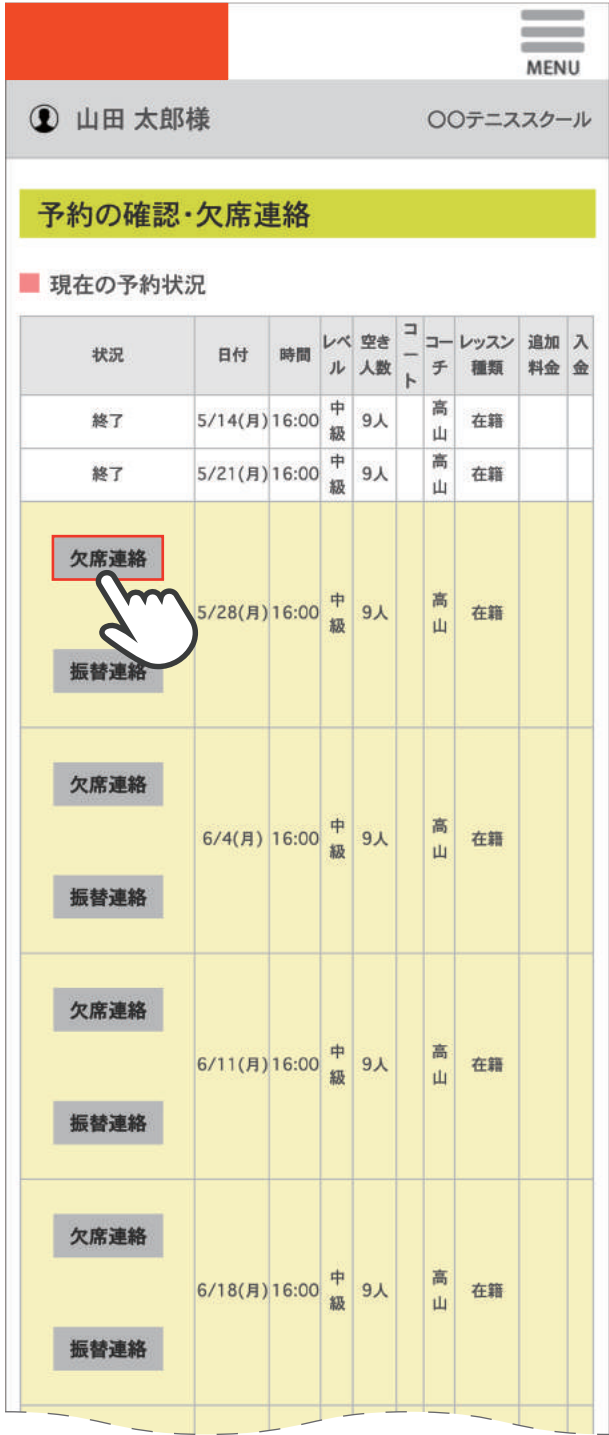 MENU
山田 太郎様 〇〇テニススクール
予約の確認・欠席連絡
現在の予約状況
状況 日付 時間 レベル 空き人数 コート コーチ レッスン種類 追加料金 入金
終了 5/14(月) 16:00 中級 9人 高山 在籍
終了 5/21(月) 16:00 中級 9人 高山 在籍
欠席連絡
5/28(月) 16:00 中級 9人 高山 在籍
振替連絡
欠席連絡
6/4(月) 16:00 中級 9人 高山 在籍
振替連絡
欠席連絡
6/11(月) 16:00 中級 9人 高山 在籍
振替連絡
欠席連絡
6/18(月) 16:00 中級 9人 高山 在籍
振替連絡